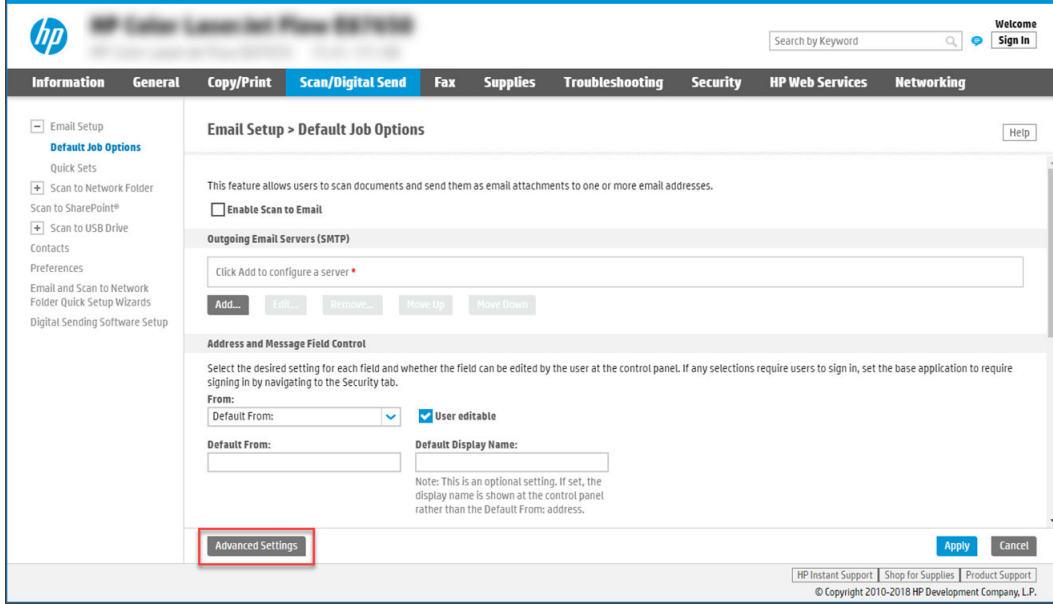 hp
Welcome
Search by Keyword
Sign In
Information General Copy/Print Scan/Digital Send Fax Supplies Troubleshooting Security HP Web Services Networking
Email Setup
Default Job Options
Quick Sets
Scan to Network Folder
Scan to SharePoint®
Scan to USB Drive
Contacts
Preferences
Email and Scan to Network
Folder Quick Setup Wizards
Digital Sending Software Setup
Email Setup > Default Job Options
Help
This feature allows users to scan documents and send them as email attachments to one or more email addresses.
Enable Scan to Email
Outgoing Email Servers (SMTP)
Click Add to configure a server *
Add... Edit... Remove... Move Up Move Down
Address and Message Field Control
Select the desired setting for each field and whether the field can be edited by the user at the control panel. If any selections require users to sign in, set the base application to require
signing in by navigating to the Security tab.
From:
Default From: User editable
Default From: Default Display Name:
Note: This is an optional setting. If set, the
display name is shown at the control panel
rather than the Default From: address.
Advanced Settings Apply Cancel
HP Instant Support Shop for Supplies Product Support
© Copyright 2010-2018 HP Development Company, L.P.